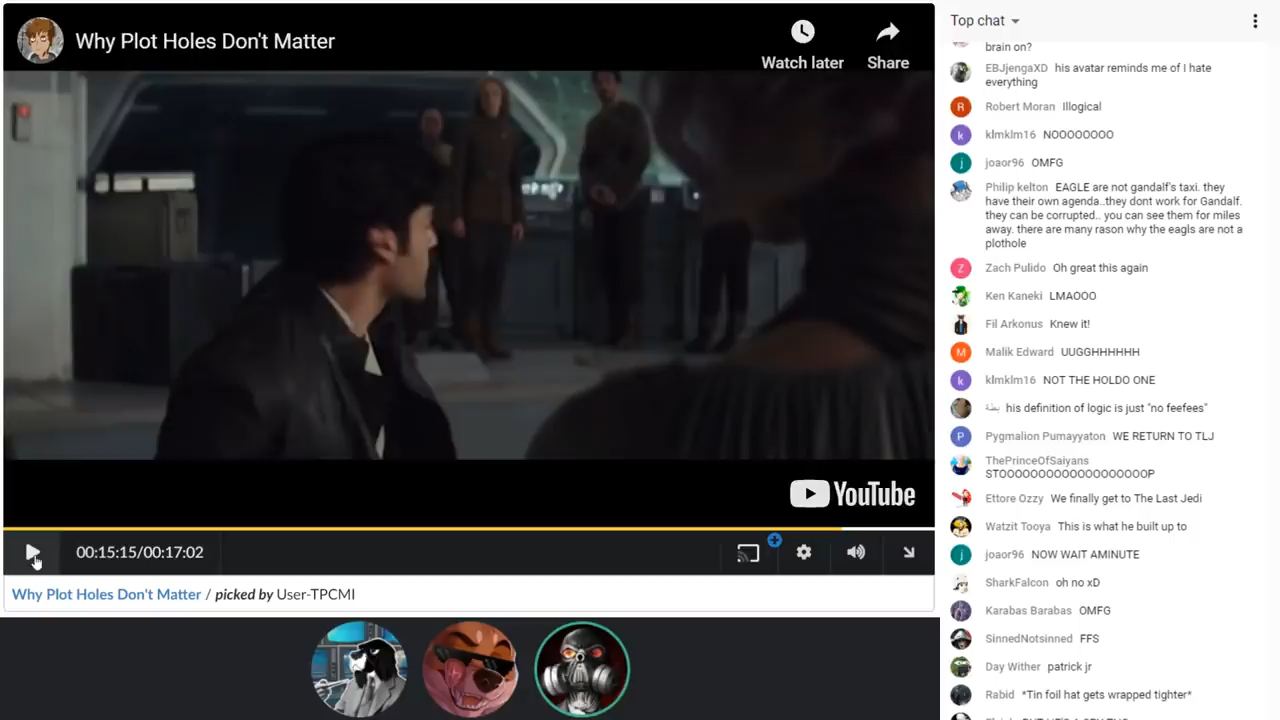 Why Plot Holes Don't Matter
Watch later
Share
YouTube
00:15:15/00:17:02
Why Plot Holes Don't Matter / picked by User-TPCMI
Top chat
brain on?
EBJjengaXD his avatar reminds me of I hate
everything
Robert Moran Illogical
klmklm16 NOOOOOOOO
joaor96 OMFG
Philip kelton EAGLE are not gandalf's taxi. they
have their own agenda..they dont work for Gandalf.
they can be corrupted.. you can see them for miles
away. there are many rason why the eagls are not a
plothole
Zach Pulido Oh great this again
Ken Kaneki LMAOOO
Fil Arkonus Knew it!
Malik Edward UUGGHHHHHH
klmklm16 NOT THE HOLDO ONE
بطة his definition of logic is just "no feefees"
Pygmalion Pumayyaton WE RETURN TO TLJ
ThePrinceOfSaiyans
Ettore Ozzy We finally get to The Last Jedi
Watzit Tooya This is what he built up to
joaor96 NOW WAIT AMINUTE
SharkFalcon oh no xD
Karabas Barabas OMFG
SinnedNotsinned FFS
Day Wither patrick jr
Rabid *Tin foil hat gets wrapped tighter*